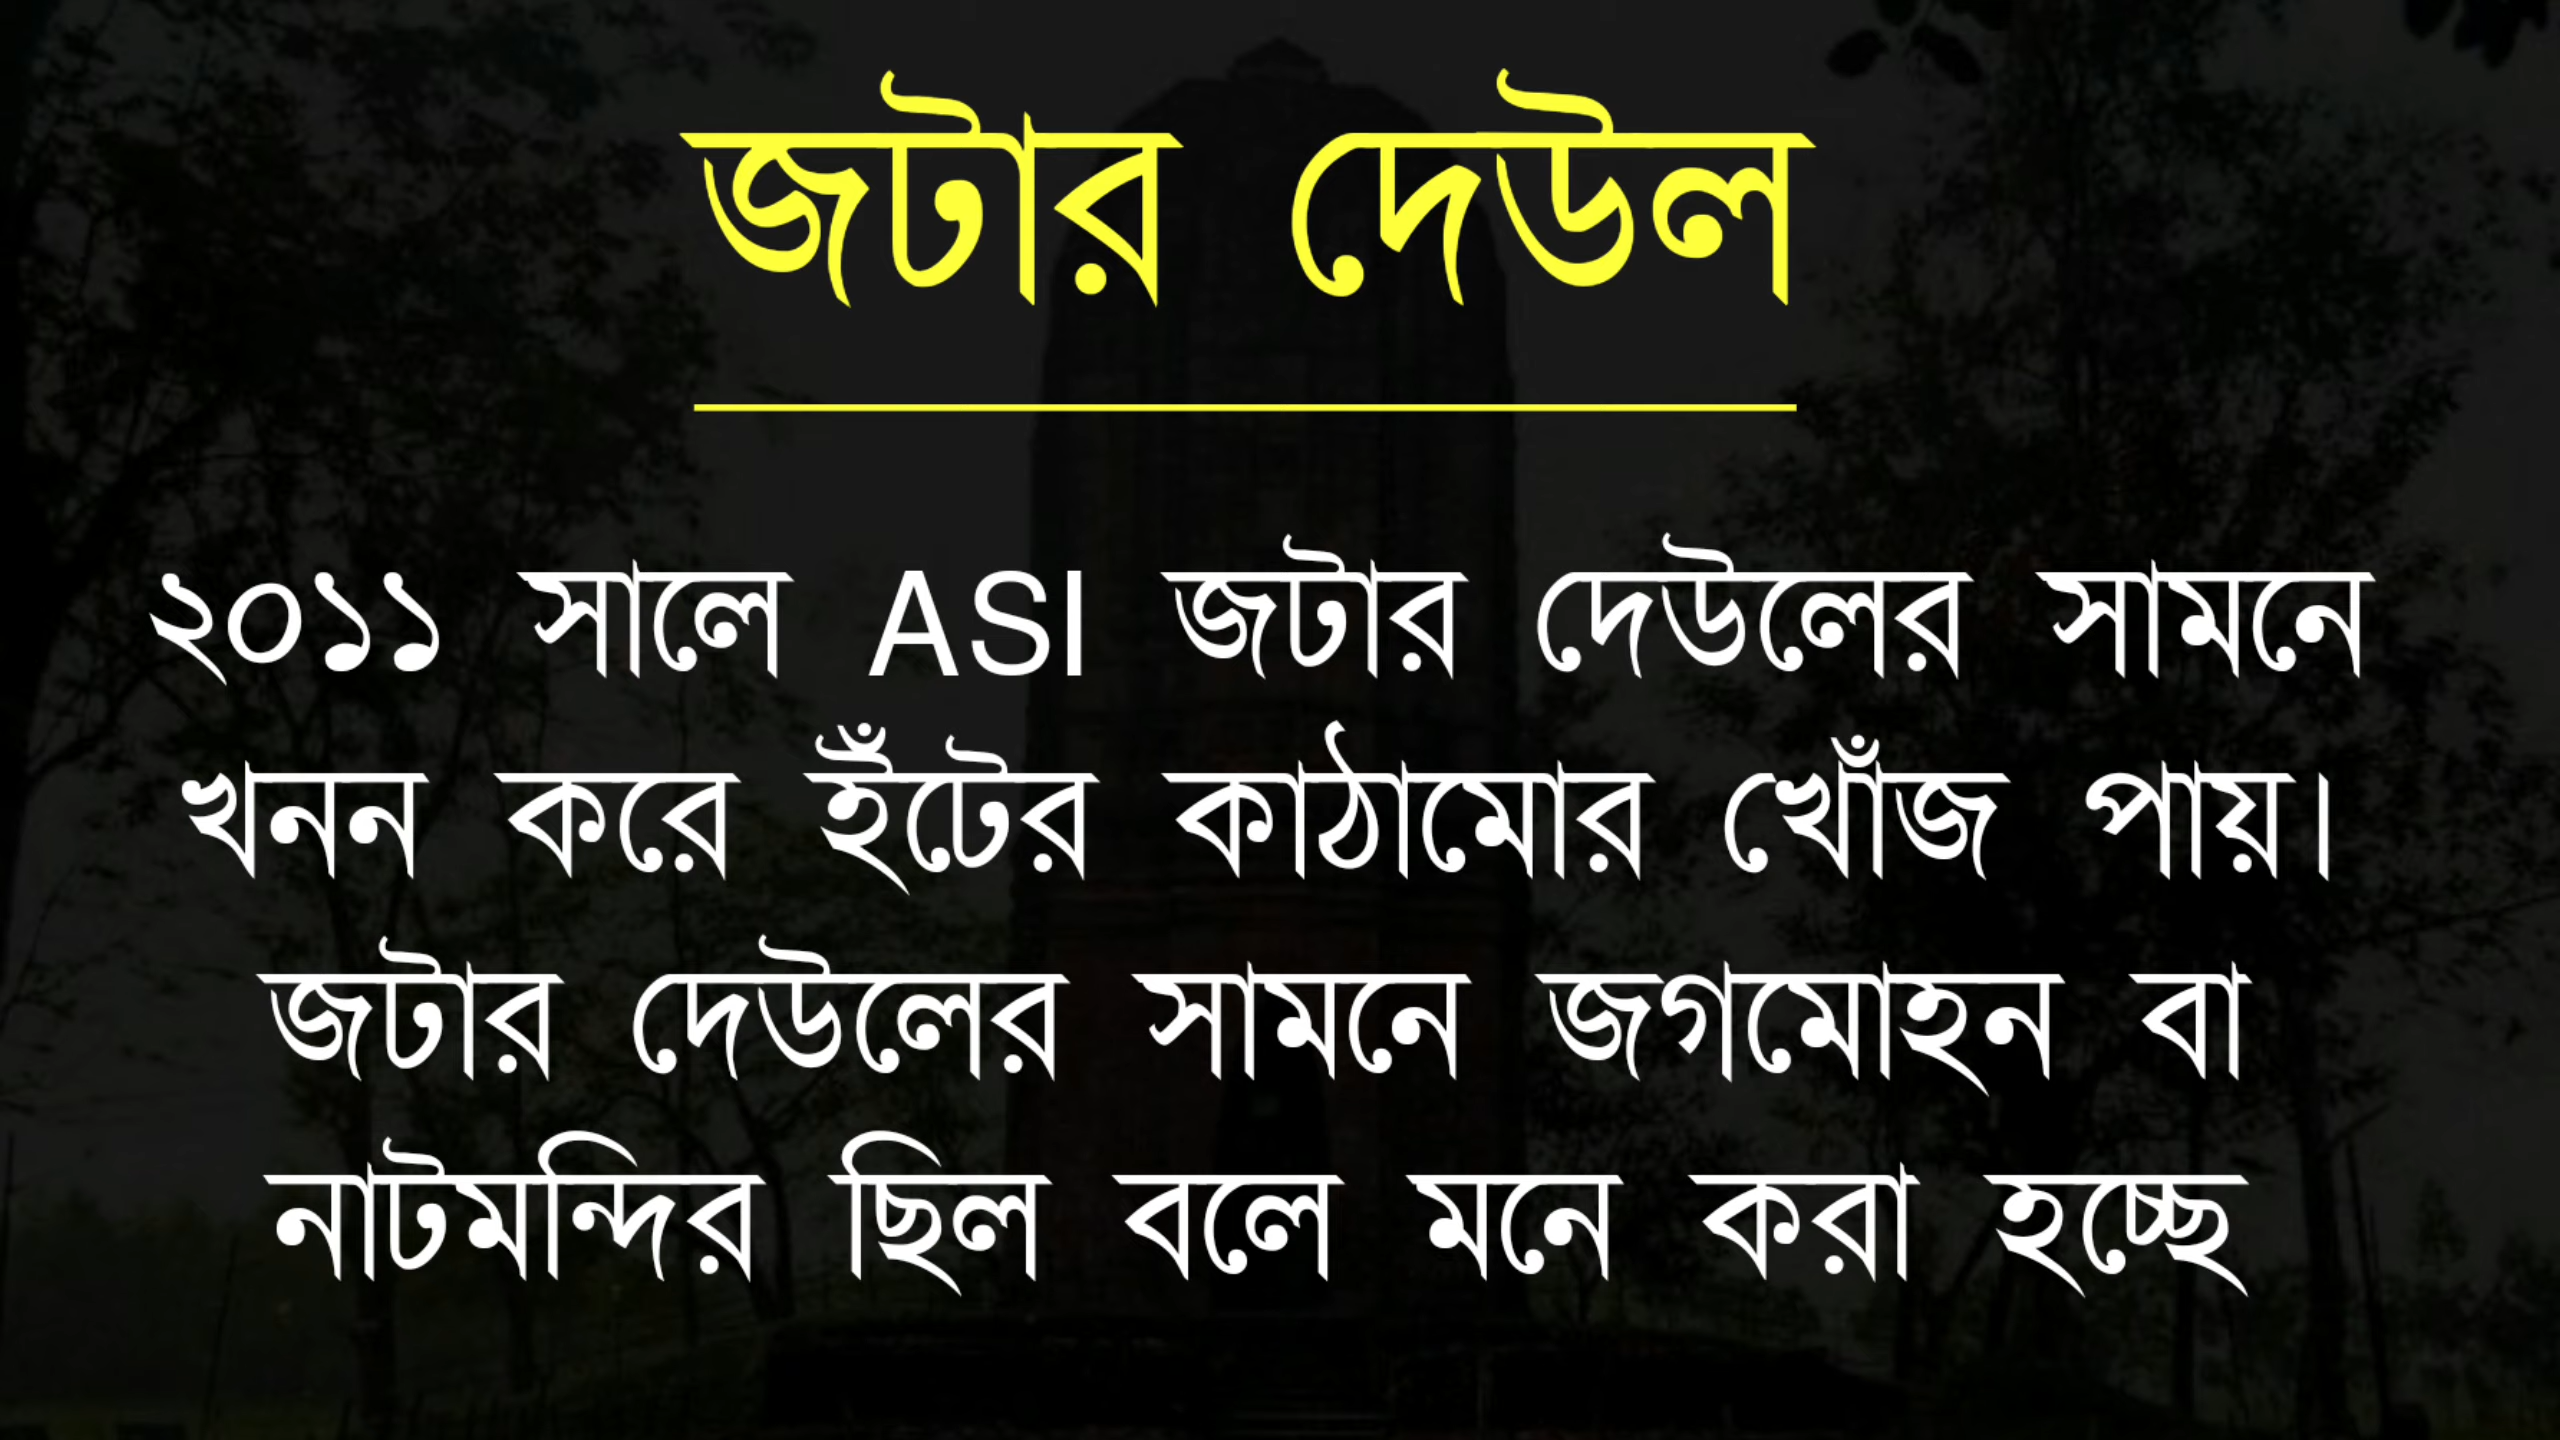 জটার দেউল
২০১১ সালে ASI জটার দেউলের সামনে
খনন করে ইঁটের কাঠামোর খোঁজ পায়।
জটার দেউলের সামনে জগমোহন বা
নাটমন্দির ছিল বলে মনে করা হচ্ছে